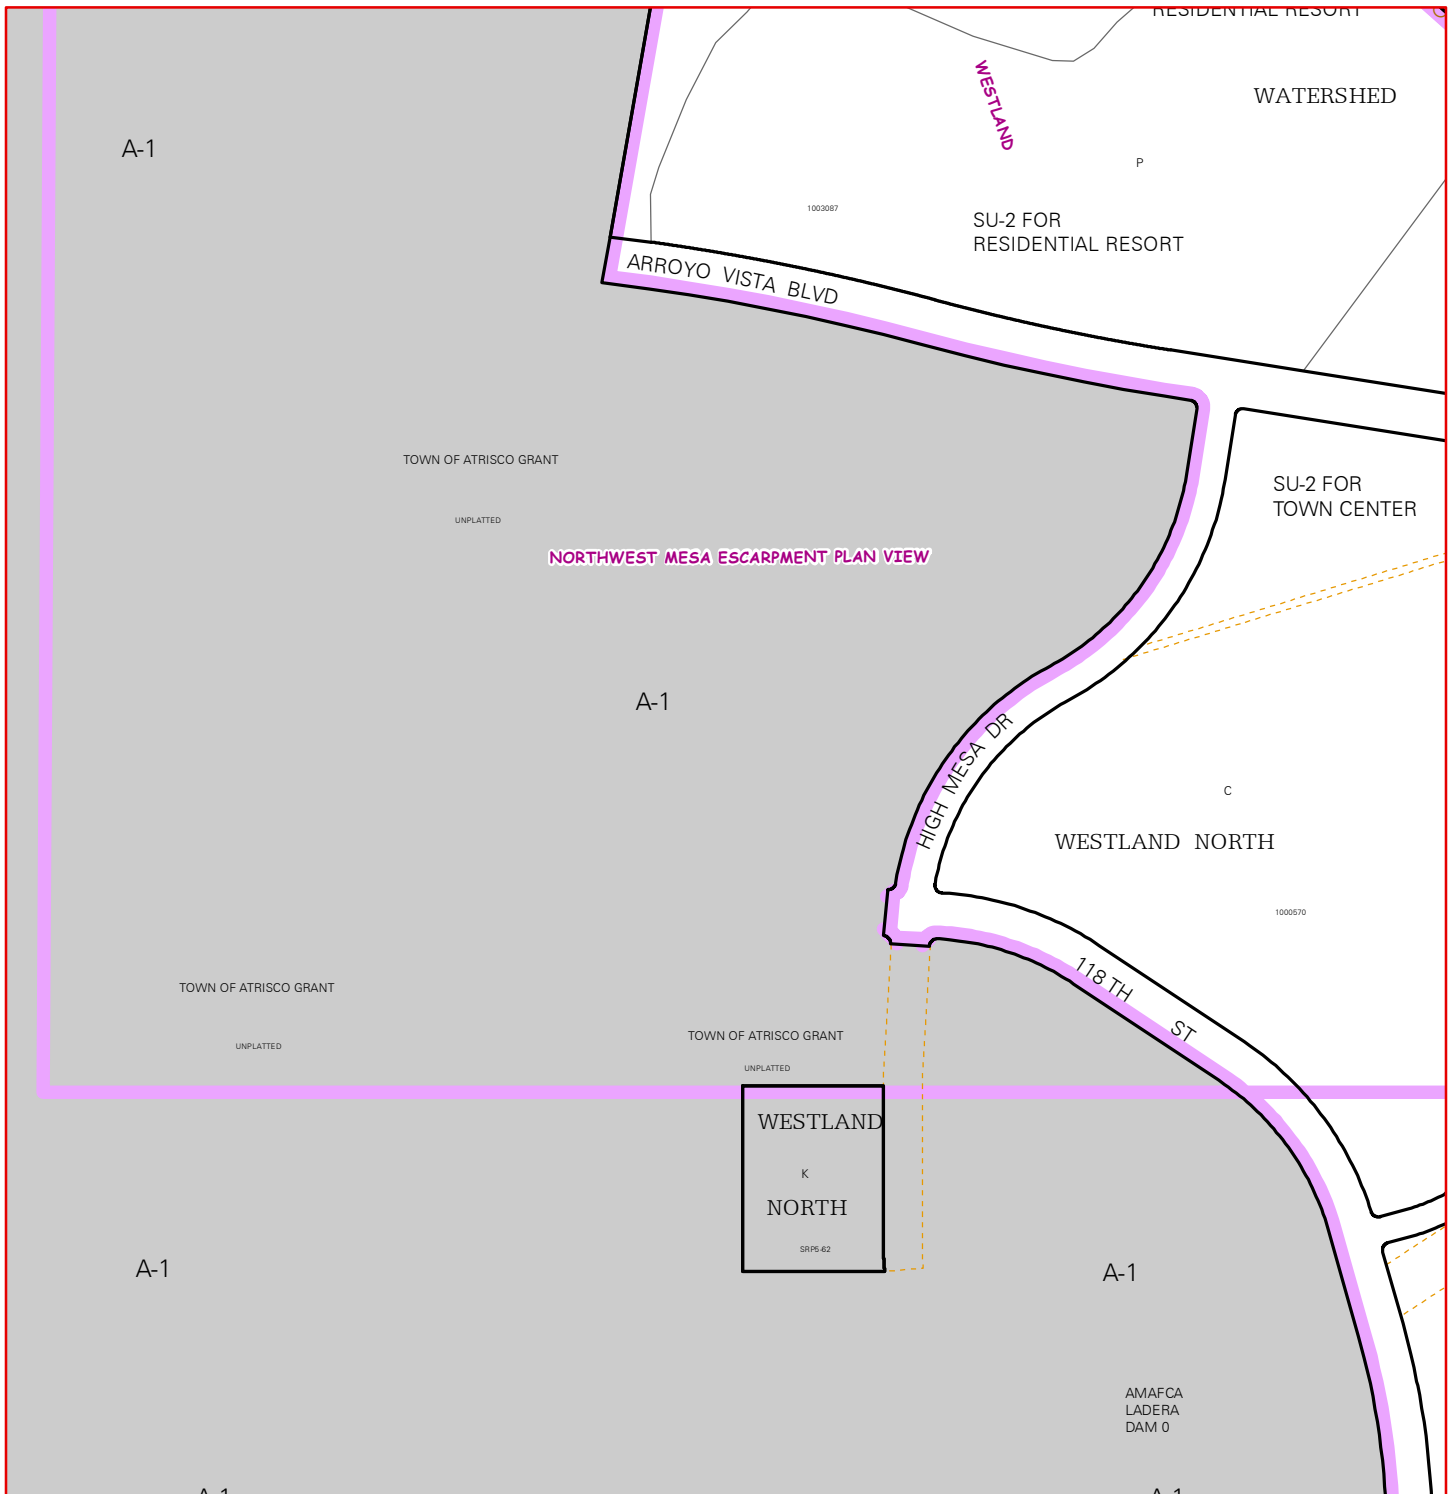 RESIDENTIAL RESORT
WESTLAND
WATERSHED
A-1
P
1003087
SU-2 FOR
RESIDENTIAL RESORT
ARROYO VISTA BLVD
TOWN OF ATRISCO GRANT
UNPLATTED
SU-2 FOR
TOWN CENTER
NORTHWEST MESA ESCARPMENT PLAN VIEW
A-1
HIGH MESA DR
C
WESTLAND NORTH
1000570
118 TH ST
TOWN OF ATRISCO GRANT
UNPLATTED
TOWN OF ATRISCO GRANT
UNPLATTED
WESTLAND
K
NORTH
SRP5-62
A-1
A-1
AMAFCA
LADERA
DAM 0
A-1
A-1